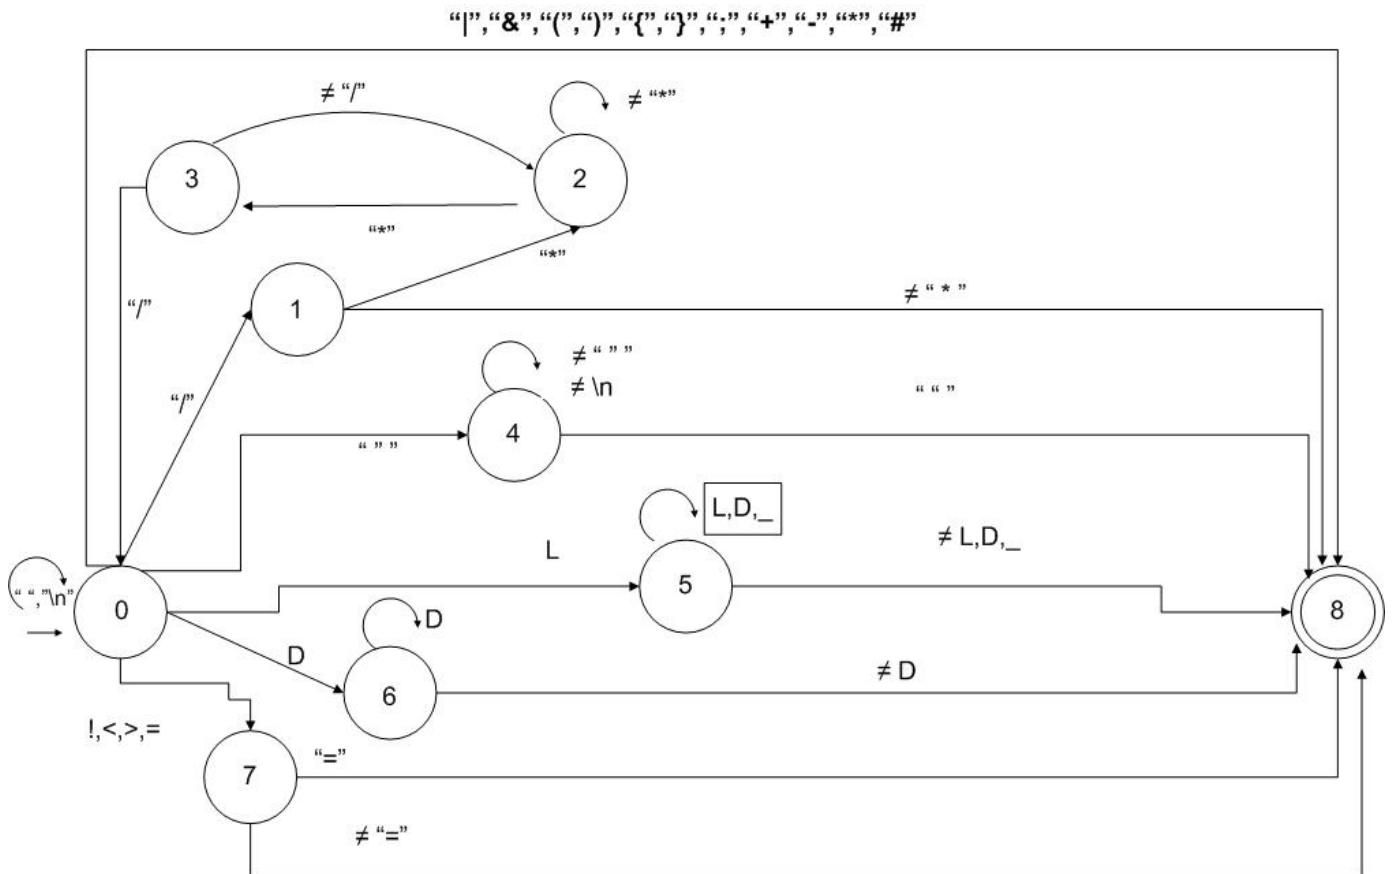 “|”,“&”,“(”,“)”,“{”,“}”,“;”,“+”,“-”,“*”,“#”
≠ “/”
≠ “*”
3
2
“*”
“*”
“/”
1
≠ “ * ”
≠ “ ” ”
≠ \n
“/”
“ “ ”
“ ” ”
4
L,D,_
L
≠ L,D,_
5
“ “,”\n”
0
8
D
D
6
≠ D
!,<,>,=
“=”
7
≠ “=”